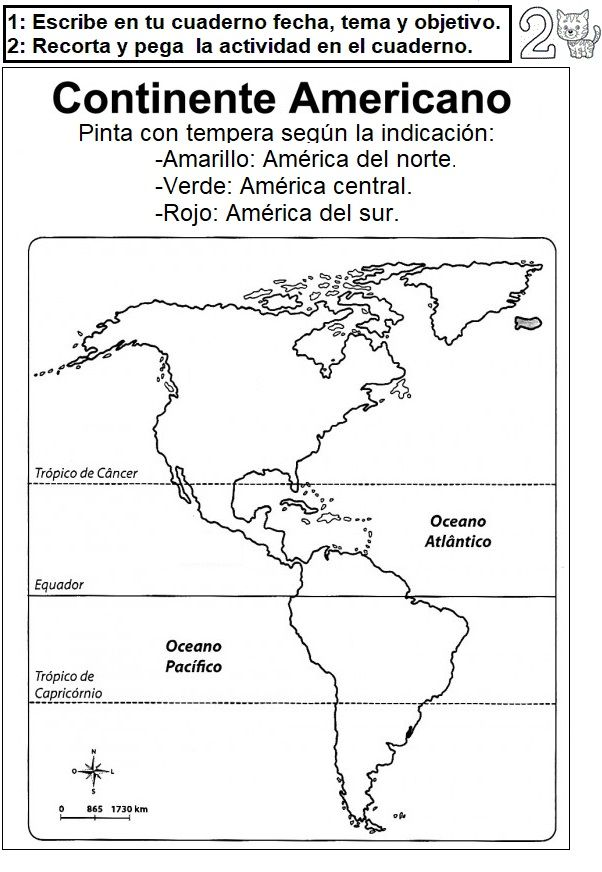 1: Escribe en tu cuaderno fecha, tema y objetivo.
2: Recorta y pega la actividad en el cuaderno.
2
Continente Americano
Pinta con tempera según la indicación:
-Amarillo: América del norte.
-Verde: América central.
-Rojo: América del sur.
Trópico de Câncer
Oceano
Atlântico
Equador
Oceano
Pacífico
Trópico de
Capricórnio
N
O L
S
0 865 1730 km